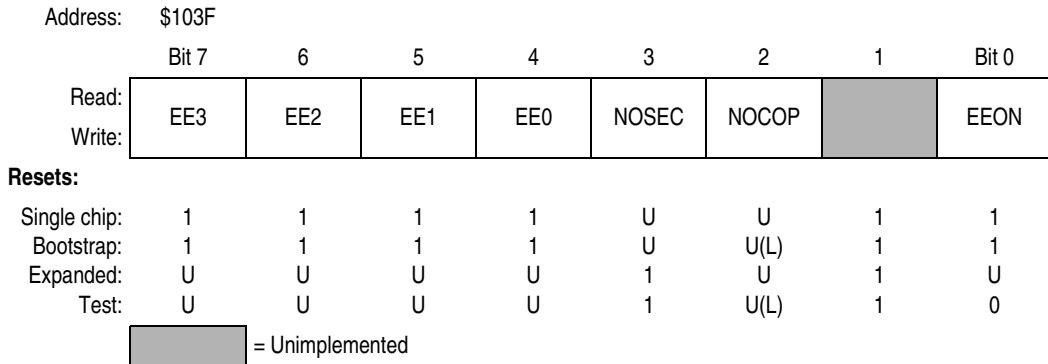 Address: $103F
Bit 7 6 5 4 3 2 1 Bit 0
Read:
EE3 EE2 EE1 EE0 NOSEC NOCOP EEON
Write:
Resets:
Single chip: 1 1 1 1 U U 1 1
Bootstrap: 1 1 1 1 U U(L) 1 1
Expanded: U U U U 1 U 1 U
Test: U U U U 1 U(L) 1 0
= Unimplemented